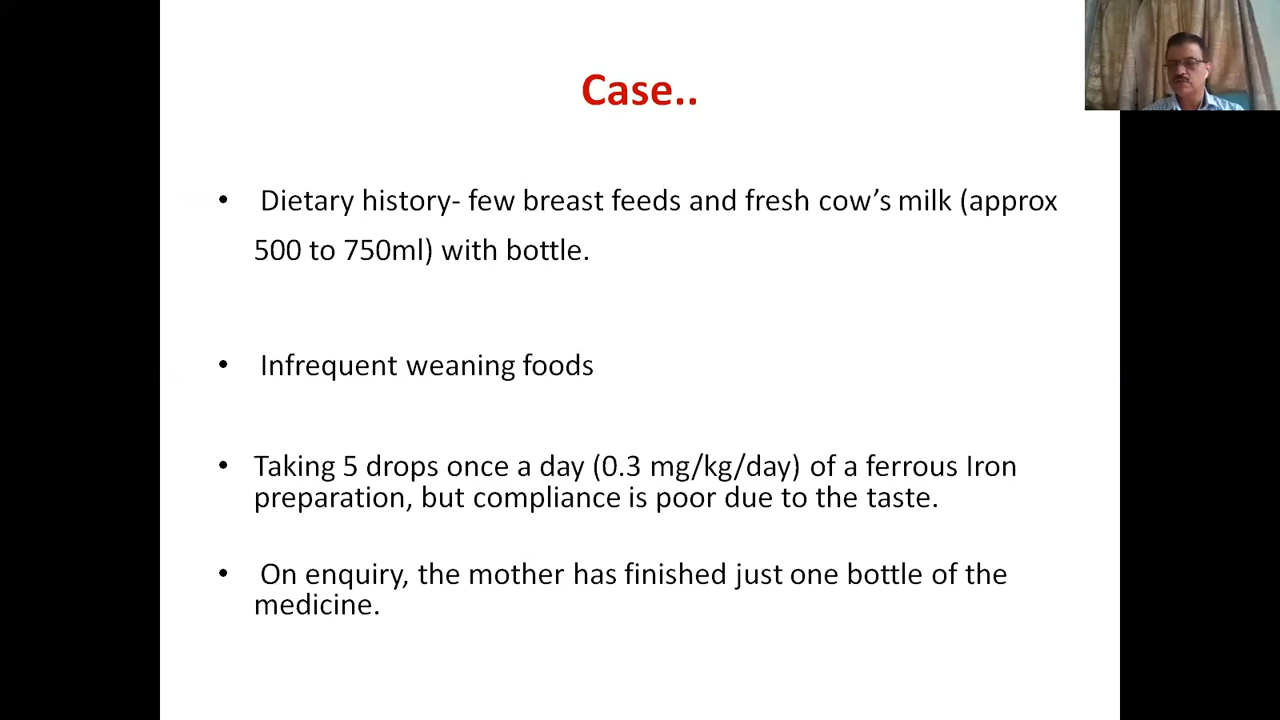 Case..
• Dietary history- few breast feeds and fresh cow’s milk (approx
500 to 750ml) with bottle.
• Infrequent weaning foods
• Taking 5 drops once a day (0.3 mg/kg/day) of a ferrous Iron
preparation, but compliance is poor due to the taste.
• On enquiry, the mother has finished just one bottle of the
medicine.